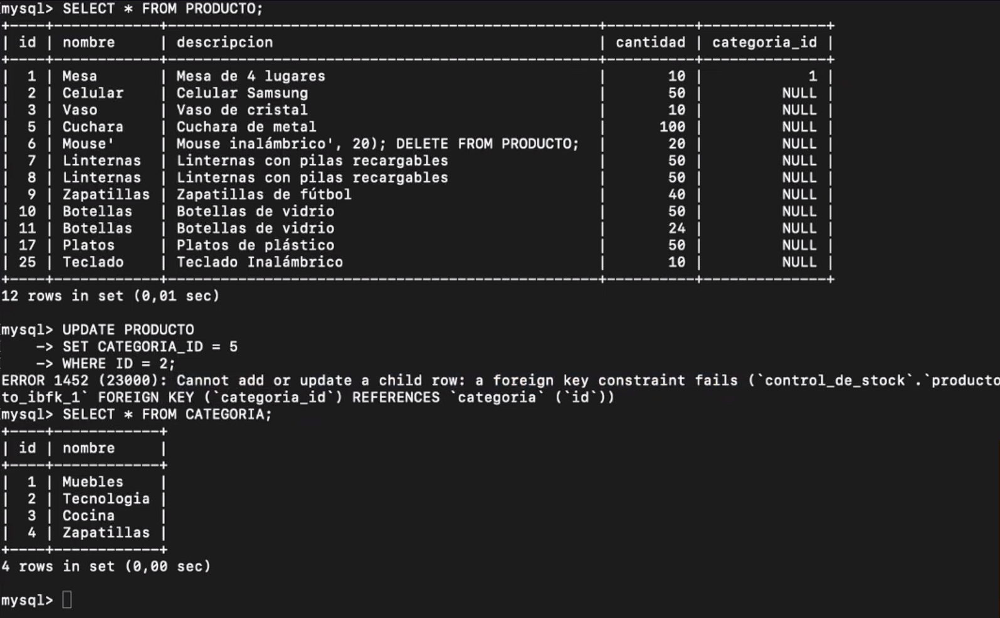 mysql> SELECT * FROM PRODUCTO;
+----+------------+-------------------------------------------------+----------+--------------+
| id | nombre     | descripcion                                     | cantidad | categoria_id |
+----+------------+-------------------------------------------------+----------+--------------+
|  1 | Mesa       | Mesa de 4 lugares                               |       10 |            1 |
|  2 | Celular    | Celular Samsung                                 |       50 |         NULL |
|  3 | Vaso       | Vaso de cristal                                 |       10 |         NULL |
|  5 | Cuchara    | Cuchara de metal                                |      100 |         NULL |
|  6 | Mouse'     | Mouse inalámbrico', 20); DELETE FROM PRODUCTO;  |       20 |         NULL |
|  7 | Linternas  | Linternas con pilas recargables                 |       50 |         NULL |
|  8 | Linternas  | Linternas con pilas recargables                 |       50 |         NULL |
|  9 | Zapatillas | Zapatillas de fútbol                            |       40 |         NULL |
| 10 | Botellas   | Botellas de vidrio                              |       50 |         NULL |
| 11 | Botellas   | Botellas de vidrio                              |       24 |         NULL |
| 17 | Platos     | Platos de plástico                              |       50 |         NULL |
| 25 | Teclado    | Teclado Inalámbrico                             |       10 |         NULL |
+----+------------+-------------------------------------------------+----------+--------------+
12 rows in set (0,01 sec)
mysql> UPDATE PRODUCTO
    -> SET CATEGORIA_ID = 5
    -> WHERE ID = 2;
ERROR 1452 (23000): Cannot add or update a child row: a foreign key constraint fails (`control_de_stock`.`producto
to_ibfk_1` FOREIGN KEY (`categoria_id`) REFERENCES `categoria` (`id`))
mysql> SELECT * FROM CATEGORIA;
+----+------------+
| id | nombre     |
+----+------------+
|  1 | Muebles    |
|  2 | Tecnologia |
|  3 | Cocina     |
|  4 | Zapatillas |
+----+------------+
4 rows in set (0,00 sec)
mysql>